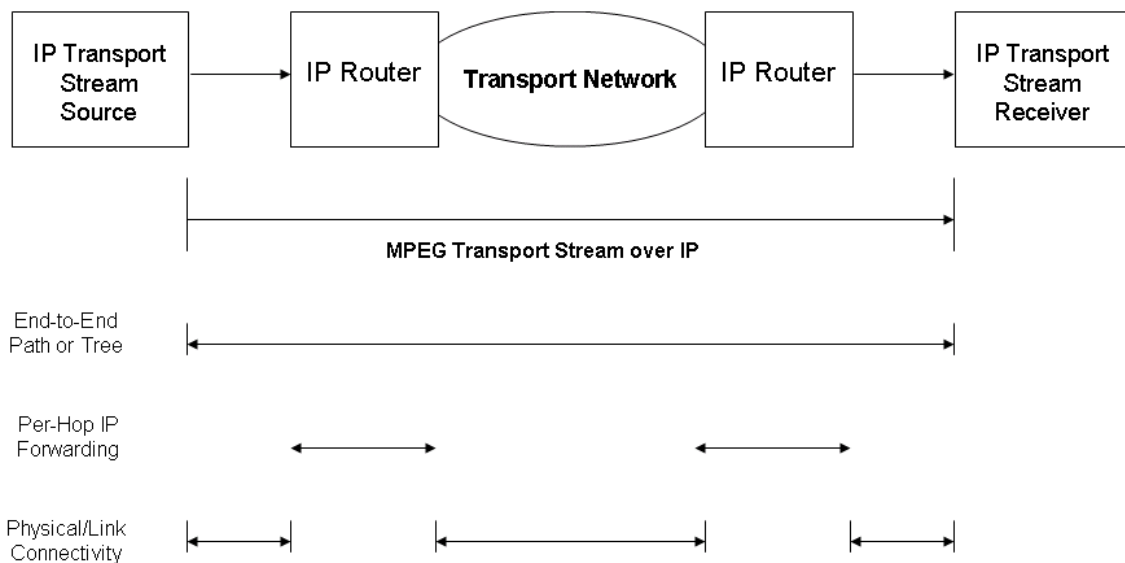 IP Transport
Stream
Source
IP Router
Transport Network
IP Router
IP Transport
Stream
Receiver
MPEG Transport Stream over IP
End-to-End
Path or Tree
Per-Hop IP
Forwarding
Physical/Link
Connectivity